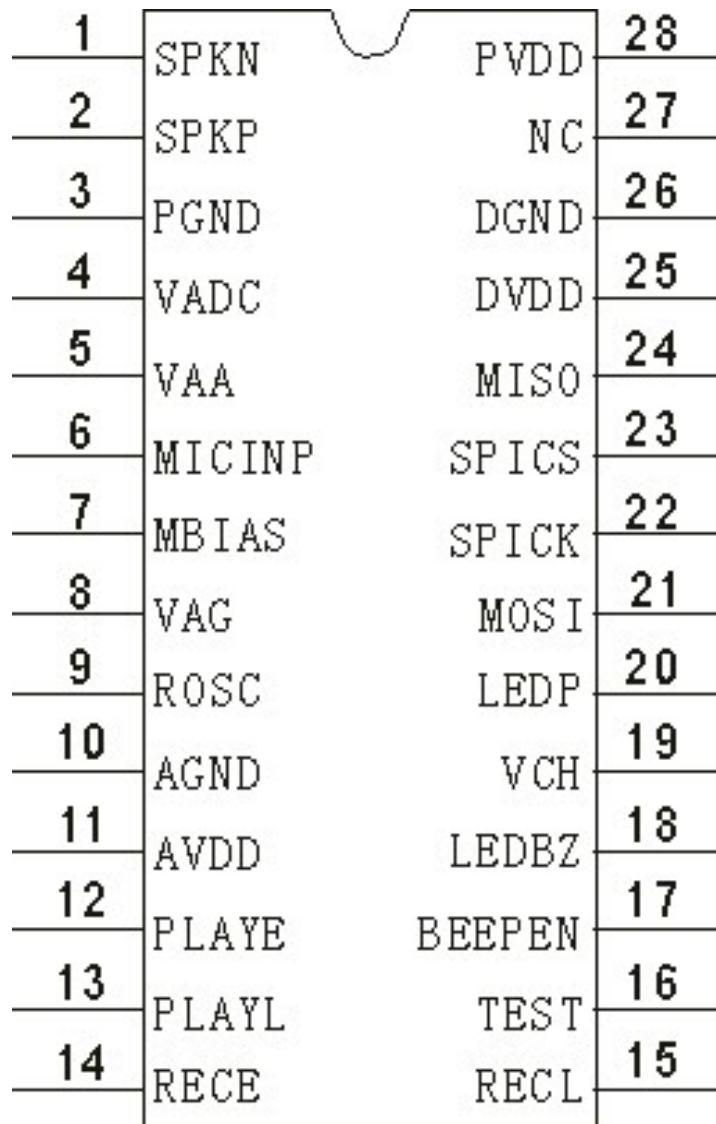 1 SPKN PVDD 28
2 SPKP NC 27
3 PGND DGND 26
4 VADC DVDD 25
5 VAA MISO 24
6 MICINP SPICS 23
7 MBIAS SPICK 22
8 VAG MOSI 21
9 ROSC LEDP 20
10 AGND VCH 19
11 AVDD LEDBZ 18
12 PLAYE BEEPEN 17
13 PLAYL TEST 16
14 RECE RECL 15